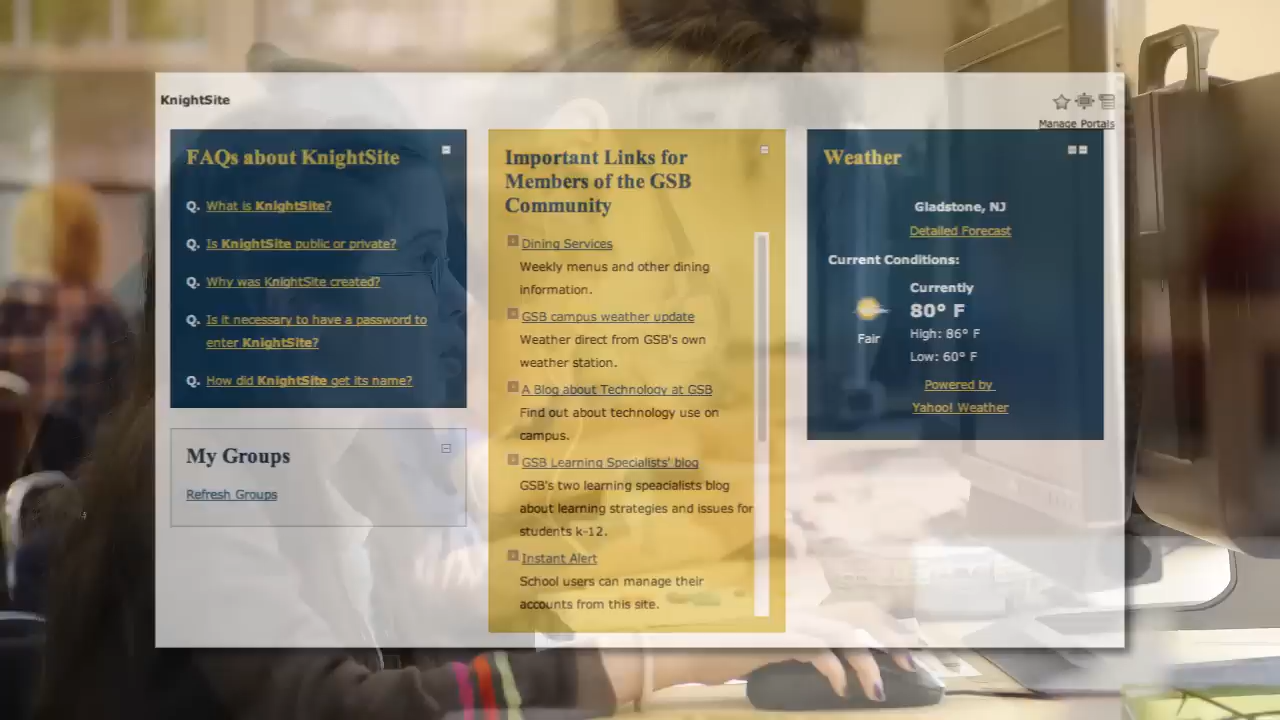 KnightSite
Manage Portals
FAQs about KnightSite
Q. What is KnightSite?
Q. Is KnightSite public or private?
Q. Why was KnightSite created?
Q. Is it necessary to have a password to
enter KnightSite?
Q. How did KnightSite get its name?
My Groups
Refresh Groups
Important Links for
Members of the GSB
Community
Dining Services
Weekly menus and other dining
information.
GSB campus weather update
Weather direct from GSB's own
weather station.
A Blog about Technology at GSB
Find out about technology use on
campus.
GSB Learning Specialists' blog
GSB's two learning speacialists blog
about learning strategies and issues for
students k-12.
Instant Alert
School users can manage their
accounts from this site.
Weather
Gladstone, NJ
Detailed Forecast
Current Conditions:
Currently
80° F
Fair
High: 86° F
Low: 60° F
Powered by
Yahoo! Weather